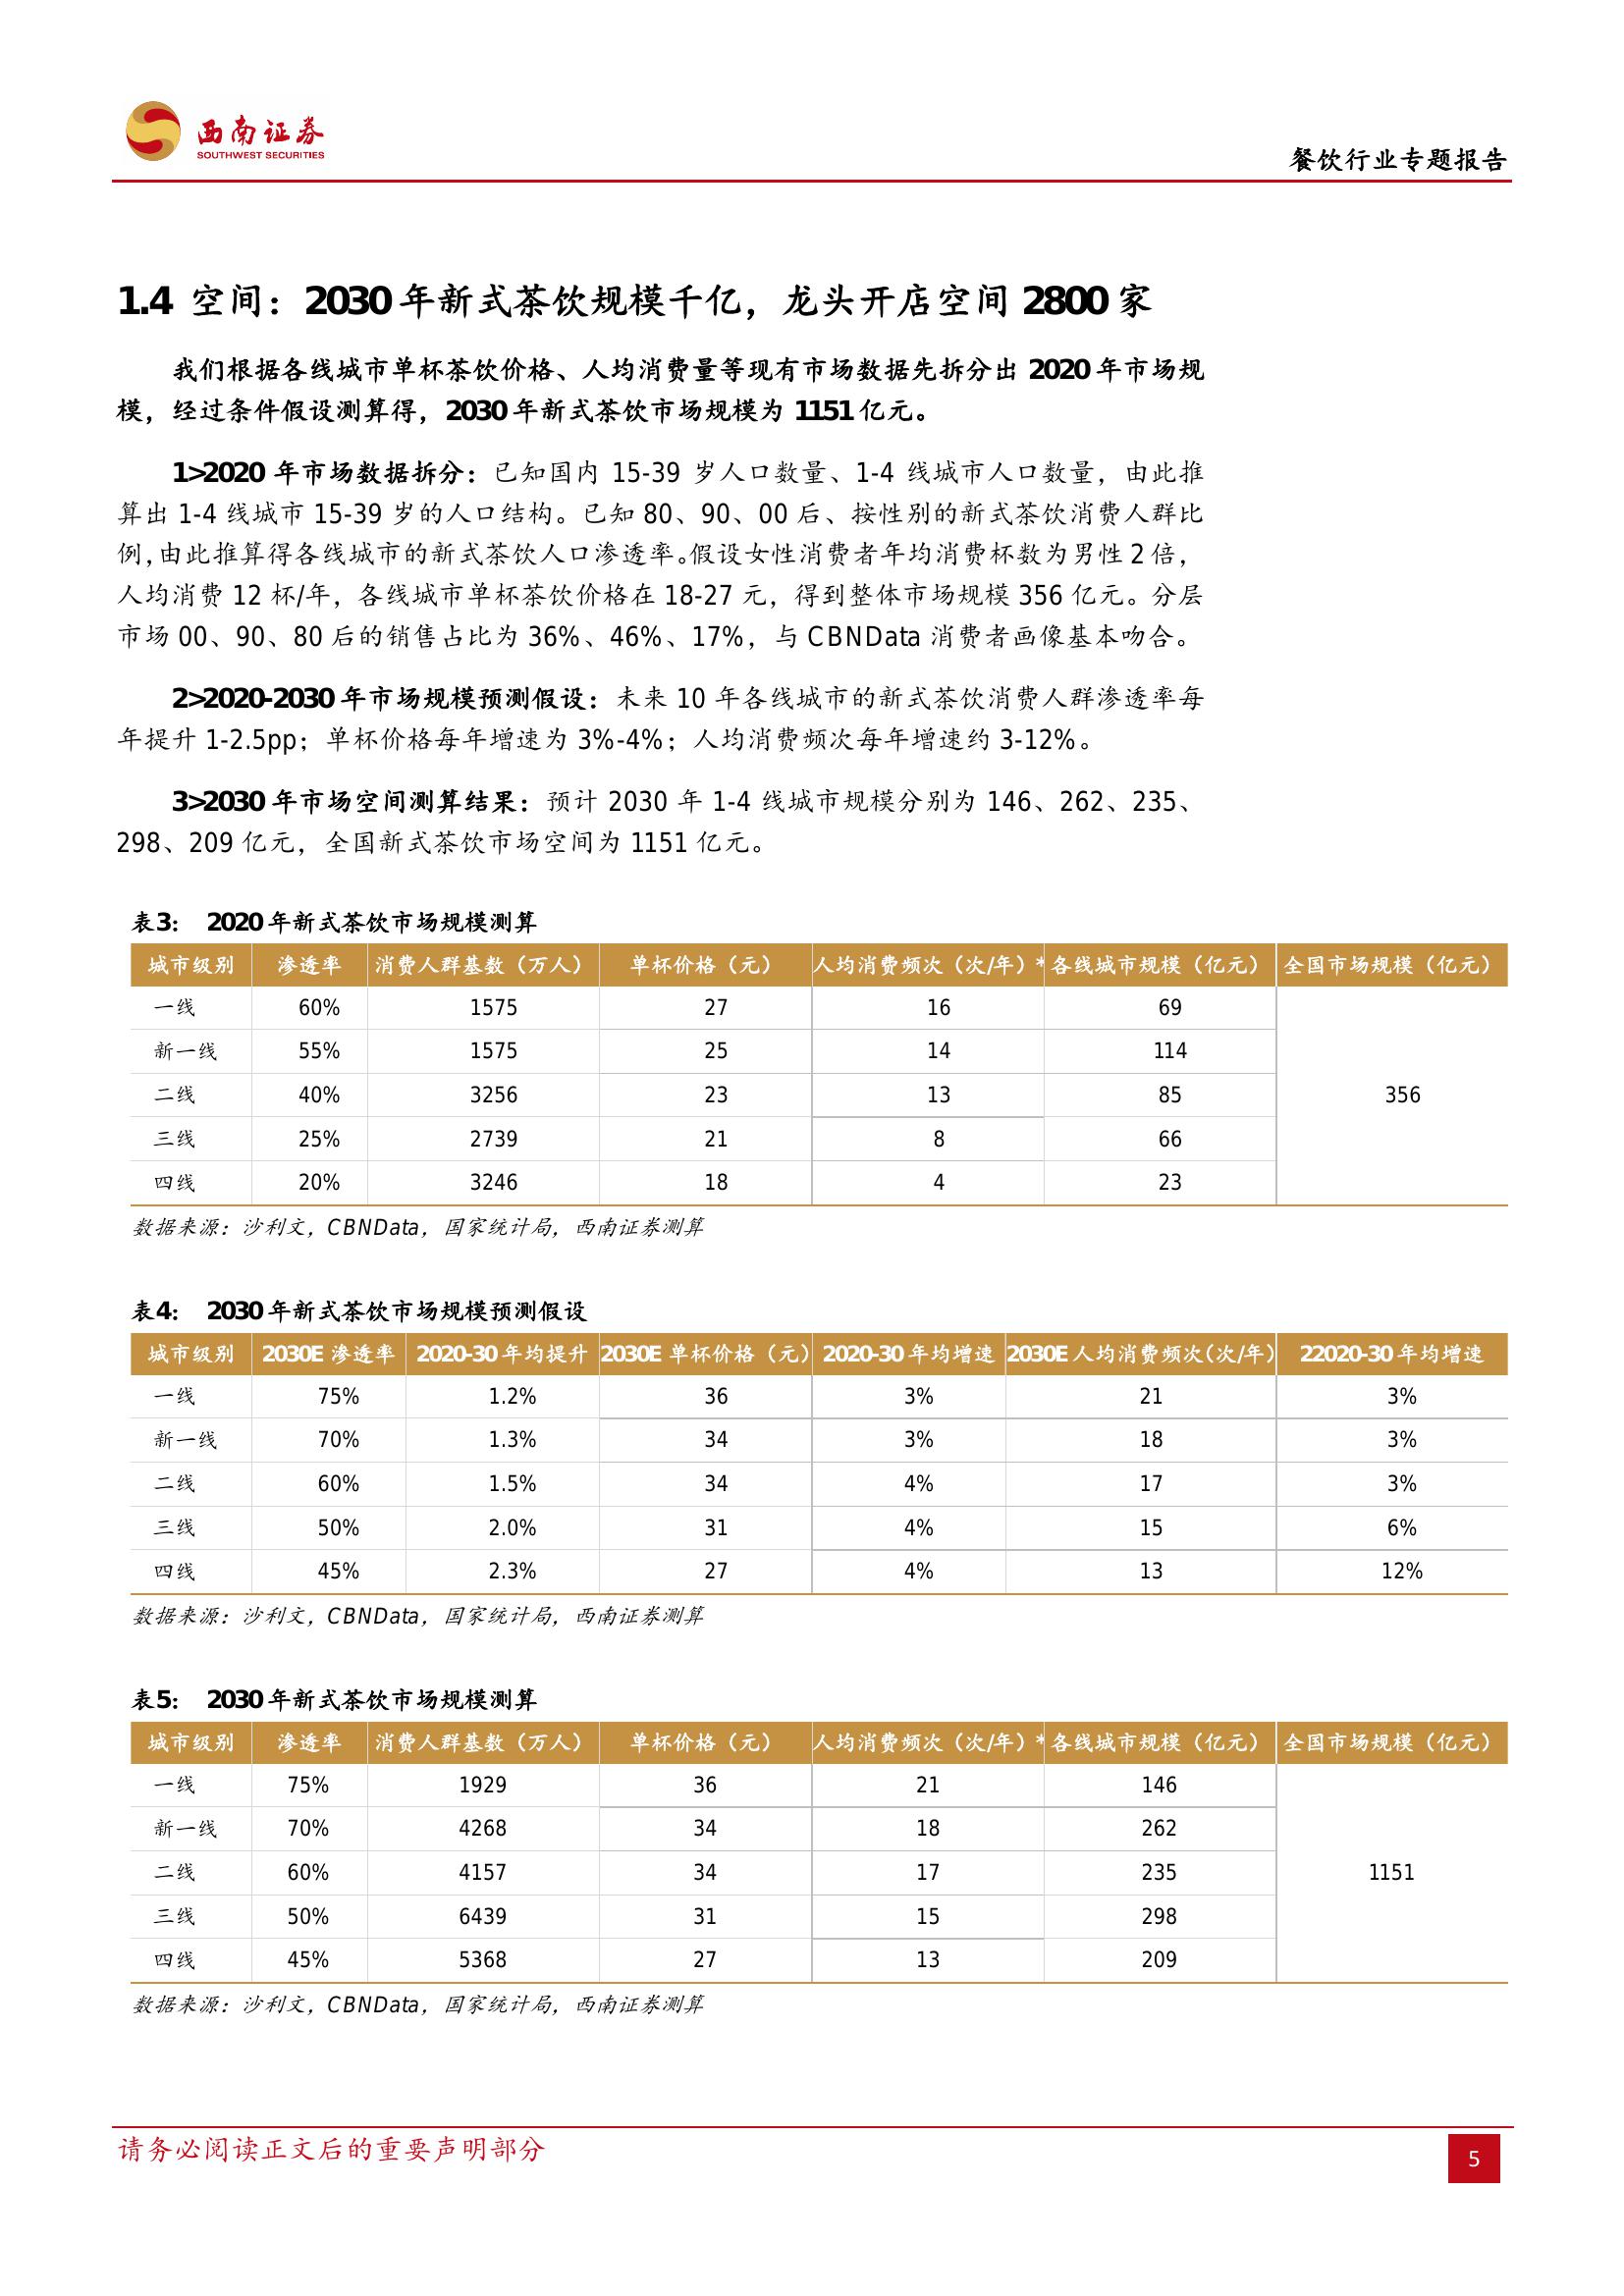 西南证券
SOUTHWEST SECURITIES
餐饮行业专题报告
1.4 空间：2030 年新式茶饮规模千亿，龙头开店空间 2800 家
我们根据各线城市单杯茶饮价格、人均消费量等现有市场数据先拆分出 2020 年市场规
模，经过条件假设测算得，2030 年新式茶饮市场规模为 1151 亿元。
1>2020 年市场数据拆分：已知国内 15-39 岁人口数量、1-4 线城市人口数量，由此推
算出 1-4 线城市 15-39 岁的人口结构。已知 80、90、00 后、按性别的新式茶饮消费人群比
例，由此推算得各线城市的新式茶饮人口渗透率。假设女性消费者年均消费杯数为男性 2 倍，
人均消费 12 杯/年，各线城市单杯茶饮价格在 18-27 元，得到整体市场规模 356 亿元。分层
市场 00、90、80 后的销售占比为 36%、46%、17%，与 CBNData 消费者画像基本吻合。
2>2020-2030 年市场规模预测假设：未来 10 年各线城市的新式茶饮消费人群渗透率每
年提升 1-2.5pp；单杯价格每年增速为 3%-4%；人均消费频次每年增速约 3-12%。
3>2030 年市场空间测算结果：预计 2030 年 1-4 线城市规模分别为 146、262、235、
298、209 亿元，全国新式茶饮市场空间为 1151 亿元。
表 3： 2020 年新式茶饮市场规模测算
城市级别 渗透率 消费人群基数（万人） 单杯价格（元） 人均消费频次（次/年）* 各线城市规模（亿元） 全国市场规模（亿元）
一线 60% 1575 27 16 69
新一线 55% 1575 25 14 114
二线 40% 3256 23 13 85 356
三线 25% 2739 21 8 66
四线 20% 3246 18 4 23
数据来源：沙利文，CBNData，国家统计局，西南证券测算
表 4： 2030 年新式茶饮市场规模预测假设
城市级别 2030E 渗透率 2020-30 年均提升 2030E 单杯价格（元） 2020-30 年均增速 2030E 人均消费频次（次/年） 22020-30 年均增速
一线 75% 1.2% 36 3% 21 3%
新一线 70% 1.3% 34 3% 18 3%
二线 60% 1.5% 34 4% 17 3%
三线 50% 2.0% 31 4% 15 6%
四线 45% 2.3% 27 4% 13 12%
数据来源：沙利文，CBNData，国家统计局，西南证券测算
表 5： 2030 年新式茶饮市场规模测算
城市级别 渗透率 消费人群基数（万人） 单杯价格（元） 人均消费频次（次/年）* 各线城市规模（亿元） 全国市场规模（亿元）
一线 75% 1929 36 21 146
新一线 70% 4268 34 18 262
二线 60% 4157 34 17 235 1151
三线 50% 6439 31 15 298
四线 45% 5368 27 13 209
数据来源：沙利文，CBNData，国家统计局，西南证券测算
请务必阅读正文后的重要声明部分
5